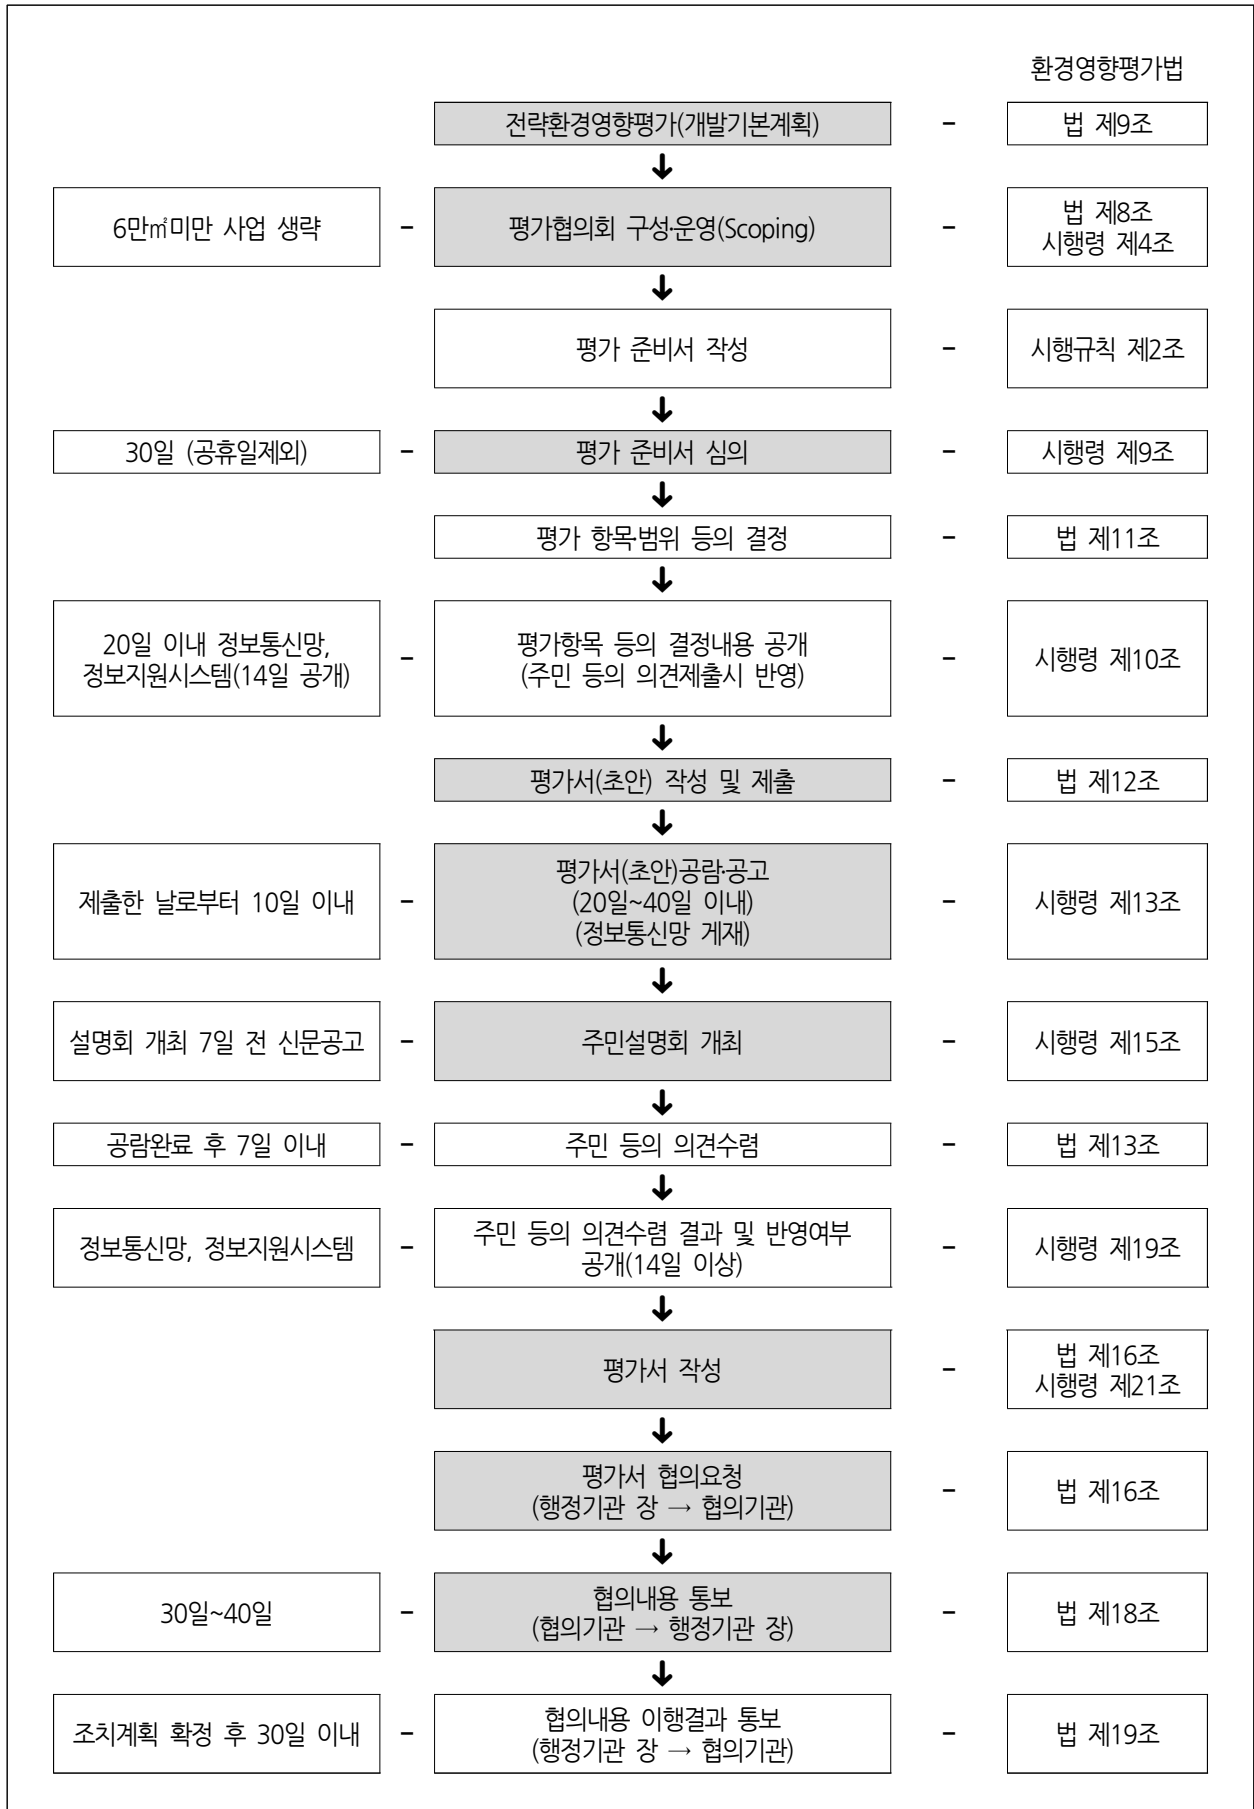 환경영향평가법
전략환경영향평가(개발기본계획) - 법 제9조
6만㎡미만 사업 생략 - 평가협의회 구성·운영(Scoping) - 법 제8조
시행령 제4조
평가 준비서 작성 - 시행규칙 제2조
30일 (공휴일제외) - 평가 준비서 심의 - 시행령 제9조
평가 항목·범위 등의 결정 - 법 제11조
20일 이내 정보통신망,
정보지원시스템(14일 공개) - 평가항목 등의 결정내용 공개
(주민 등의 의견제출시 반영) - 시행령 제10조
평가서(초안) 작성 및 제출 - 법 제12조
제출한 날로부터 10일 이내 - 평가서(초안)공람·공고
(20일~40일 이내)
(정보통신망 게재) - 시행령 제13조
설명회 개최 7일 전 신문공고 - 주민설명회 개최 - 시행령 제15조
공람완료 후 7일 이내 - 주민 등의 의견수렴 - 법 제13조
정보통신망, 정보지원시스템 - 주민 등의 의견수렴 결과 및 반영여부
공개(14일 이상) - 시행령 제19조
평가서 작성 - 법 제16조
시행령 제21조
평가서 협의요청
(행정기관 장 → 협의기관) - 법 제16조
30일~40일 - 협의내용 통보
(협의기관 → 행정기관 장) - 법 제18조
조치계획 확정 후 30일 이내 - 협의내용 이행결과 통보
(행정기관 장 → 협의기관) - 법 제19조